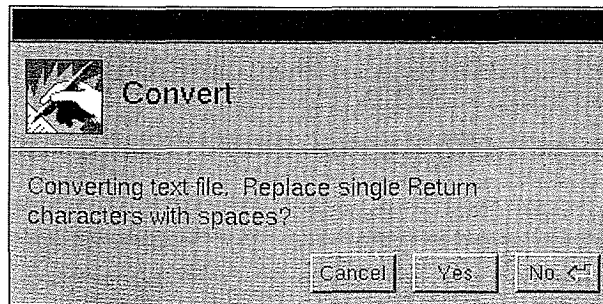 Convert
Converting text file. Replace single Return
characters with spaces?
Cancel Yes No